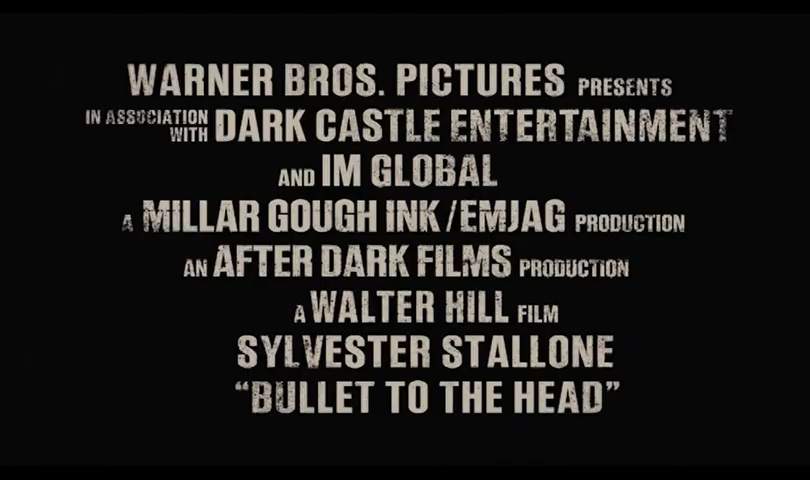 WARNER BROS. PICTURES PRESENTS
IN ASSOCIATION WITH DARK CASTLE ENTERTAINMENT
AND IM GLOBAL
A MILLAR GOUGH INK/EMJAG PRODUCTION
AN AFTER DARK FILMS PRODUCTION
A WALTER HILL FILM
SYLVESTER STALLONE
“BULLET TO THE HEAD”